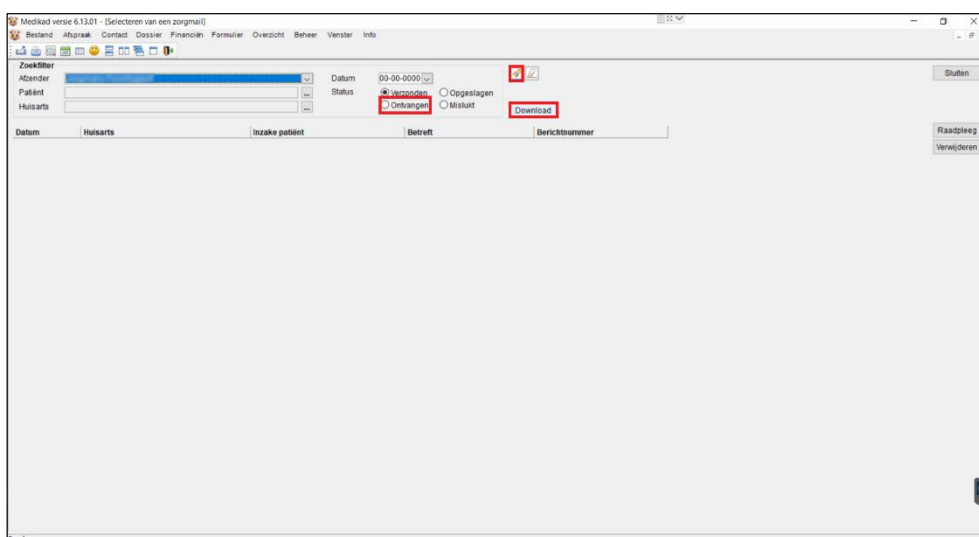 Medikad versie 6.13.01 - [Selecteren van een zorgmail]
Bestand Afspraak Contact Dossier Financiën Formulier Overzicht Beheer Venster Info
Zoekfilter
Afzender Datum 00-00-0000 Sluiten
Patiënt Status Verzonden Opgeslagen
Huisarts Ontvangen Mislukt Download
Datum Huisarts Inzake patiënt Betreft Berichtnummer Raadpleeg
Verwijderen